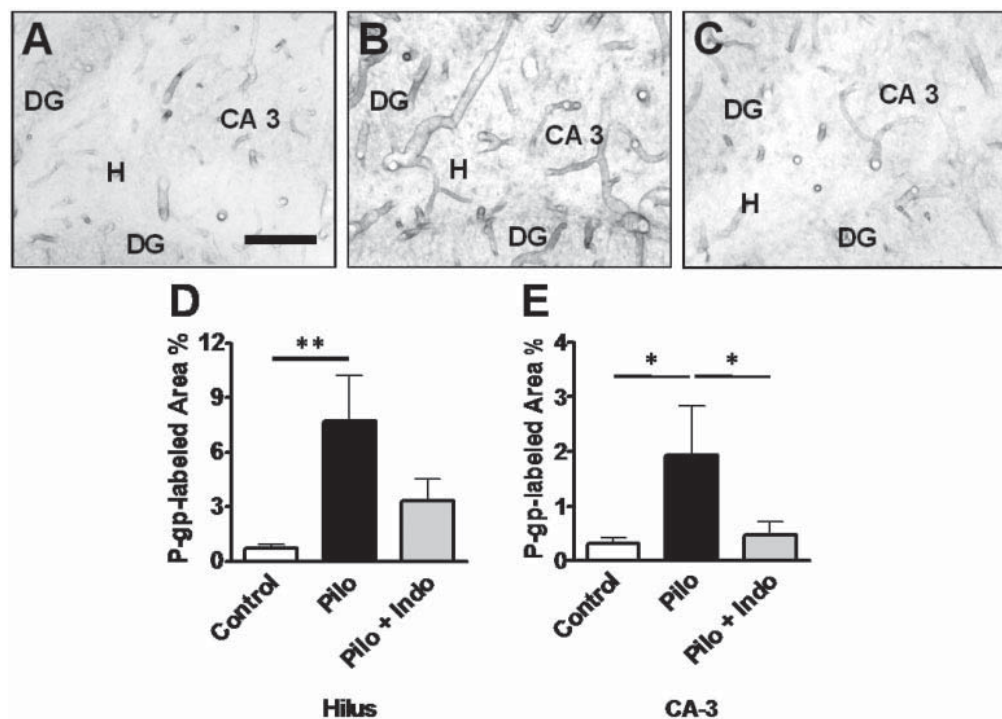 A
DG
CA 3
H
DG
B
DG
CA 3
H
DG
C
DG
CA 3
H
DG
D
P-gp-labeled Area %
12
9
6
3
0
**
Control
Pilo
Pilo + Indo
Hilus
E
P-gp-labeled Area %
4
3
2
1
0
*
*
Control
Pilo
Pilo + Indo
CA-3